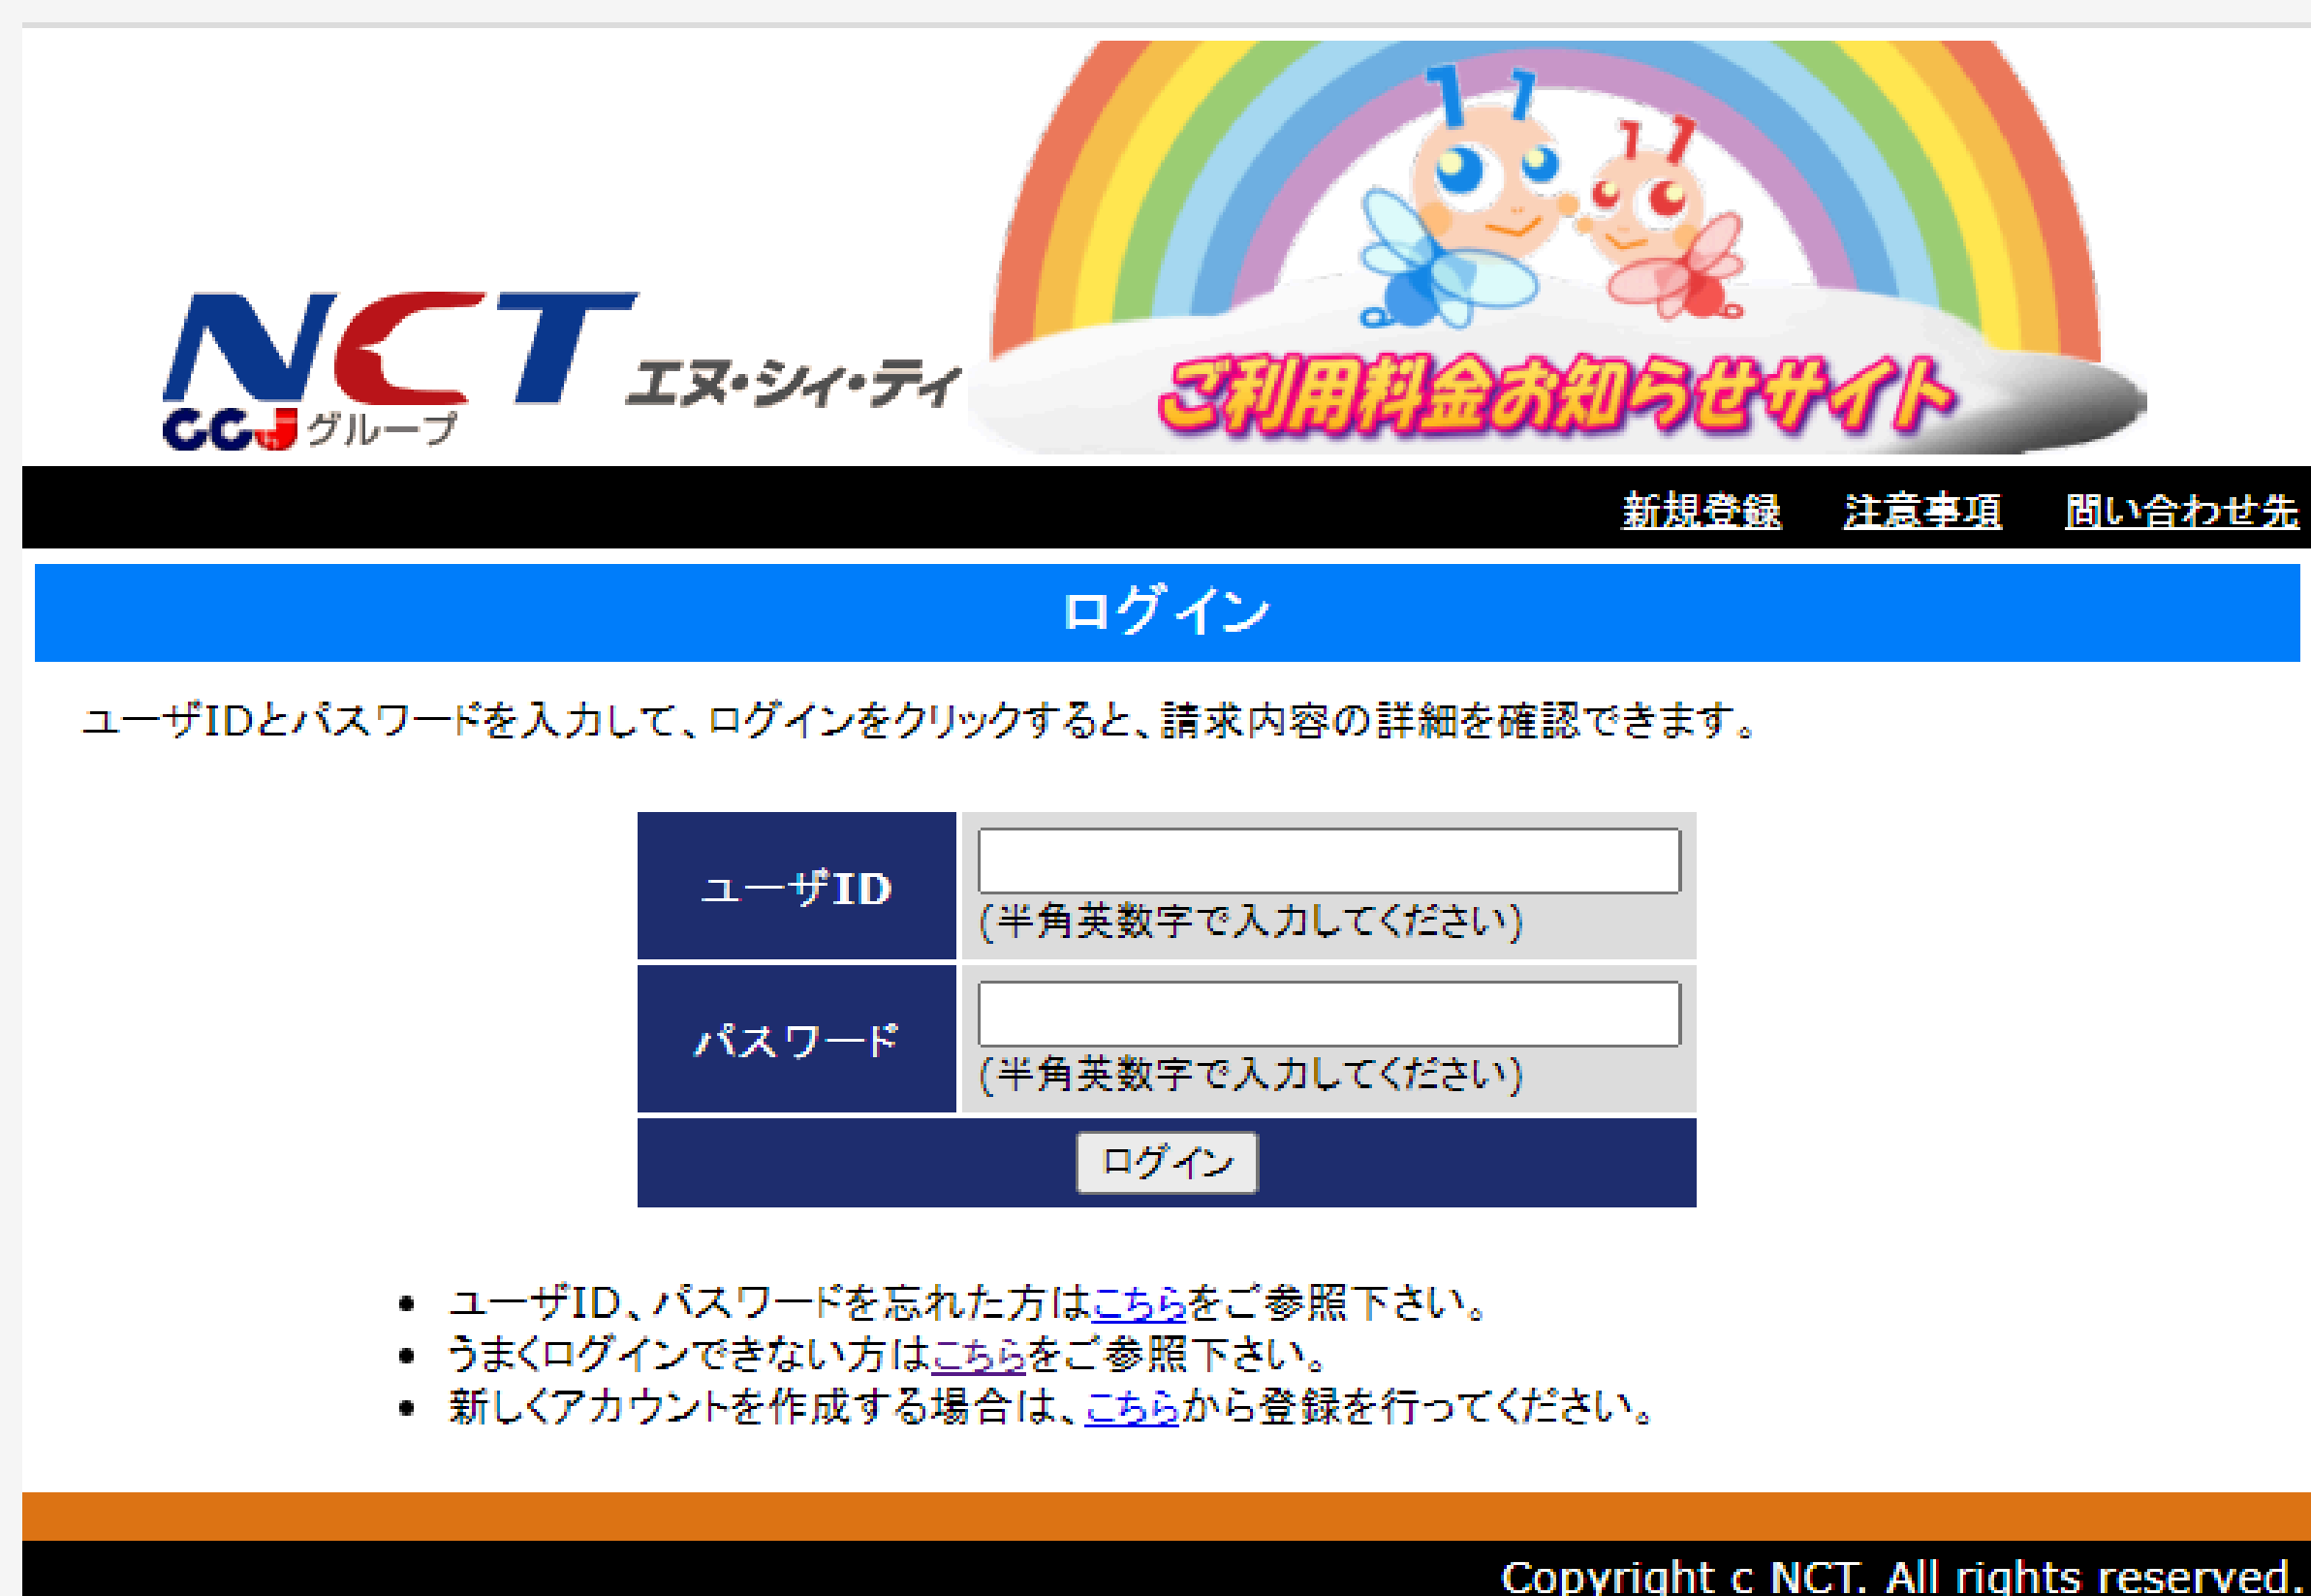 NCT エヌ・シィ・ティ
CCJグループ
ご利用料金お知らせサイト
新規登録 注意事項 問い合わせ先
ログイン
ユーザIDとパスワードを入力して、ログインをクリックすると、請求内容の詳細を確認できます。
ユーザID
(半角英数字で入力してください)
パスワード
(半角英数字で入力してください)
ログイン
• ユーザID、パスワードを忘れた方はこちらをご参照下さい。
• うまくログインできない方はこちらをご参照下さい。
• 新しくアカウントを作成する場合は、こちらから登録を行ってください。
Copyright c NCT. All rights reserved.